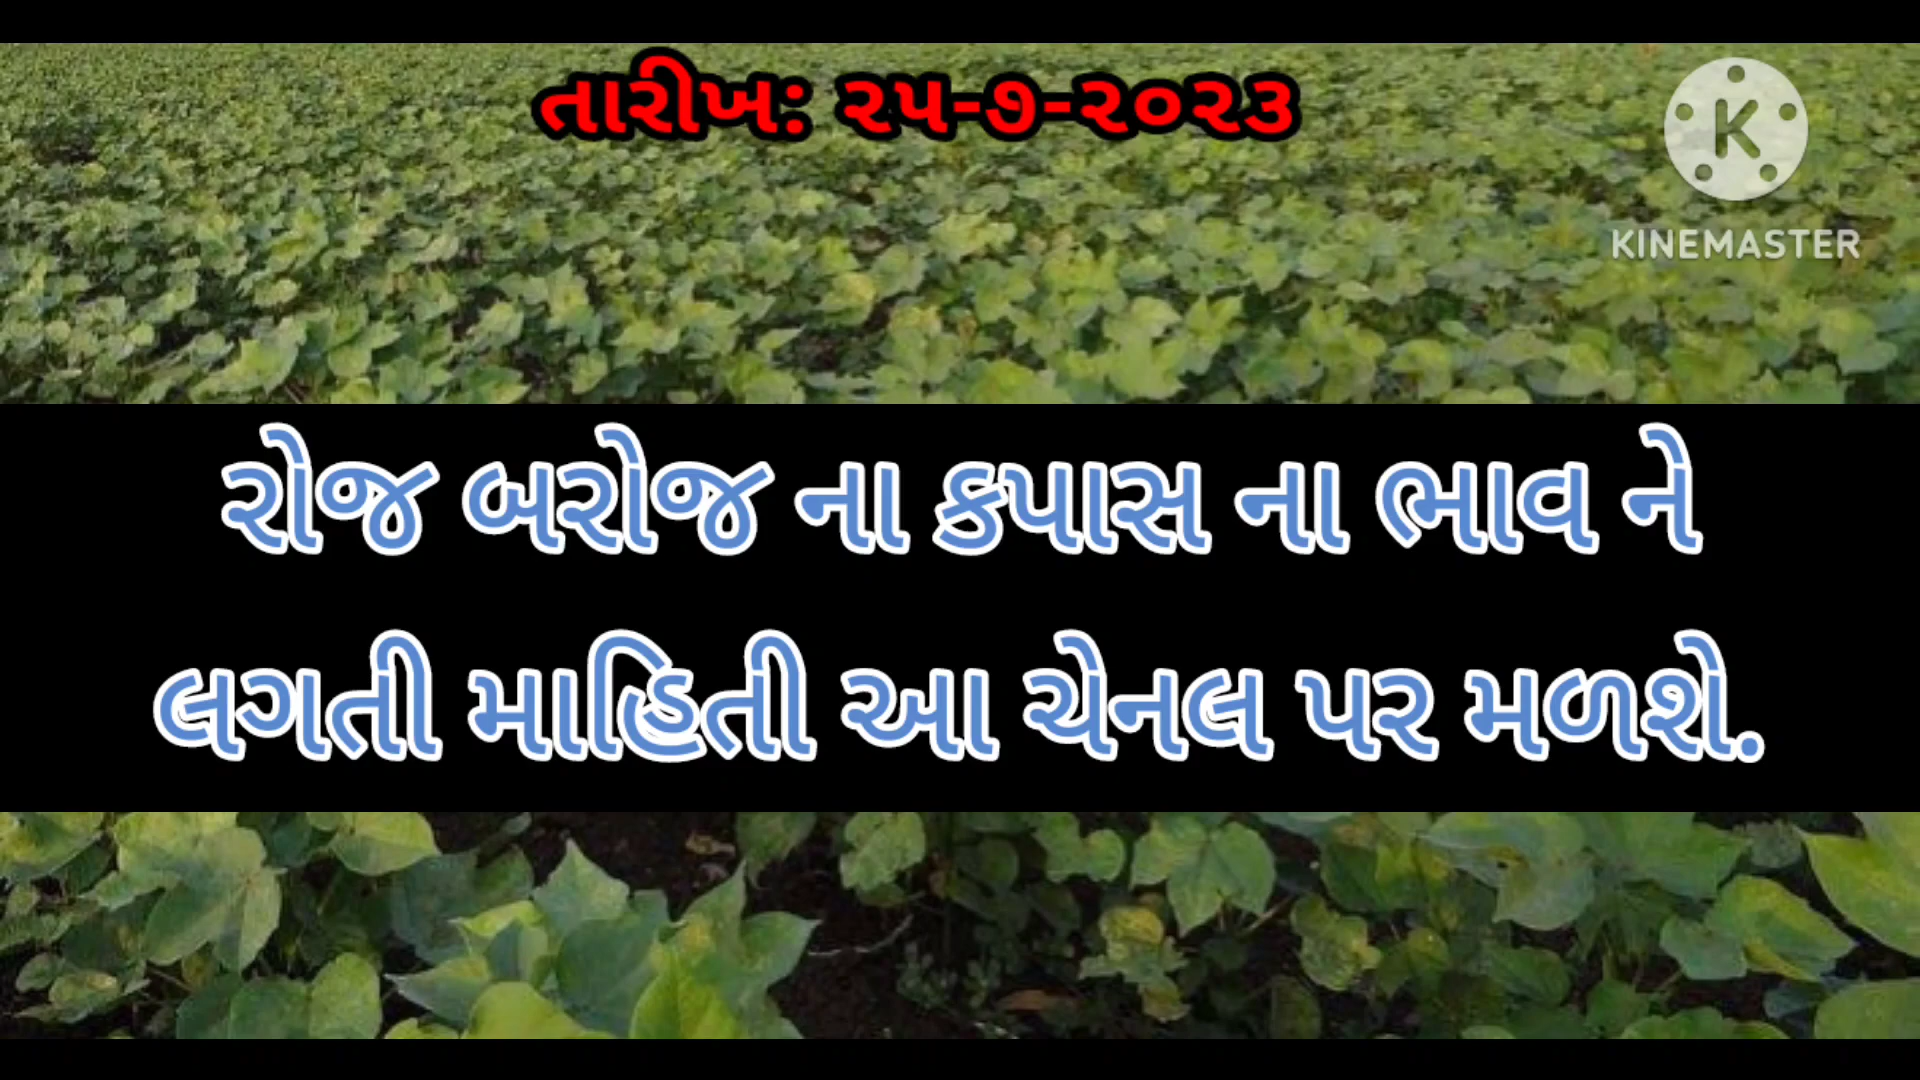 તારીખ: ૨૫-૭-૨૦૨૩
K
KINEMASTER
રોજ બરોજ ના કપાસ ના ભાવ ને
લગતી માહિતી આ ચેનલ પર મળશે.